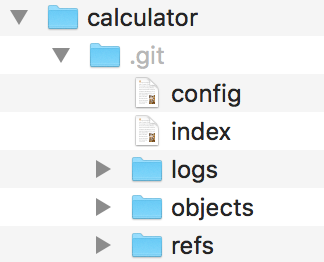 calculator
.git
config
index
logs
objects
refs